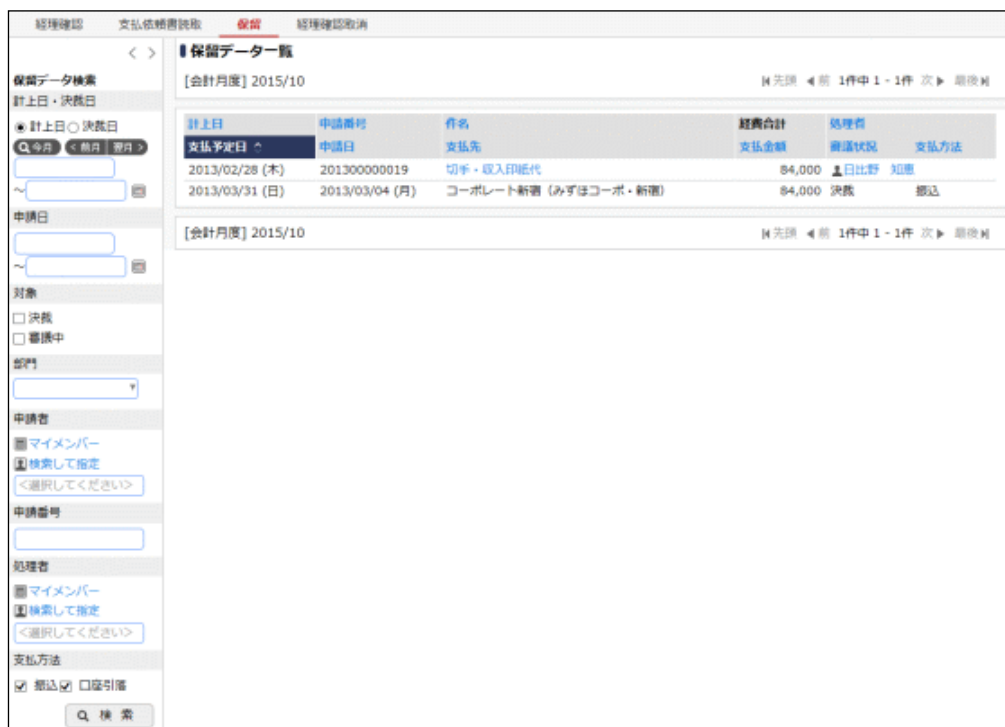 経理確認 支払依頼書読取 保留 経理確認取消
< >
保留データ検索
計上日・決裁日
計上日 決裁日
今月 < 前月 翌月 >
～
申請日
～
対象
決裁
審議中
部門
申請者
マイメンバー
検索して指定
<選択してください>
申請番号
処理者
マイメンバー
検索して指定
<選択してください>
支払方法
振込 口座引落
検 索
保留データ一覧
[会計月度] 2015/10 先頭 前 1件中 1 - 1件 次 最後
計上日 申請番号 件名 経費合計 処理者
支払予定日 申請日 支払先 支払金額 審議状況 支払方法
2013/02/28 (木) 201300000019 切手・収入印紙代 84,000 日比野 知恵
2013/03/31 (日) 2013/03/04 (月) コーポレート新宿（みずほコーポ・新宿） 84,000 決裁 振込
[会計月度] 2015/10 先頭 前 1件中 1 - 1件 次 最後